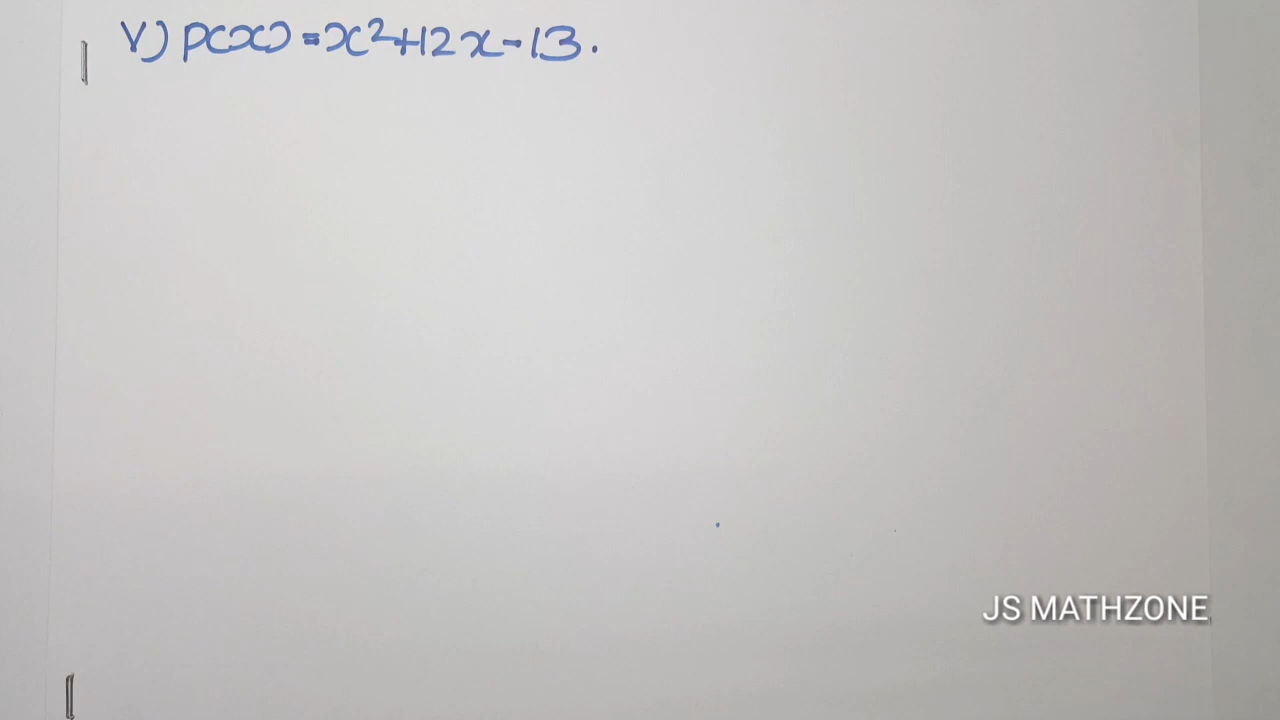 V) P(x) = x²+12x-13.
JS MATHZONE